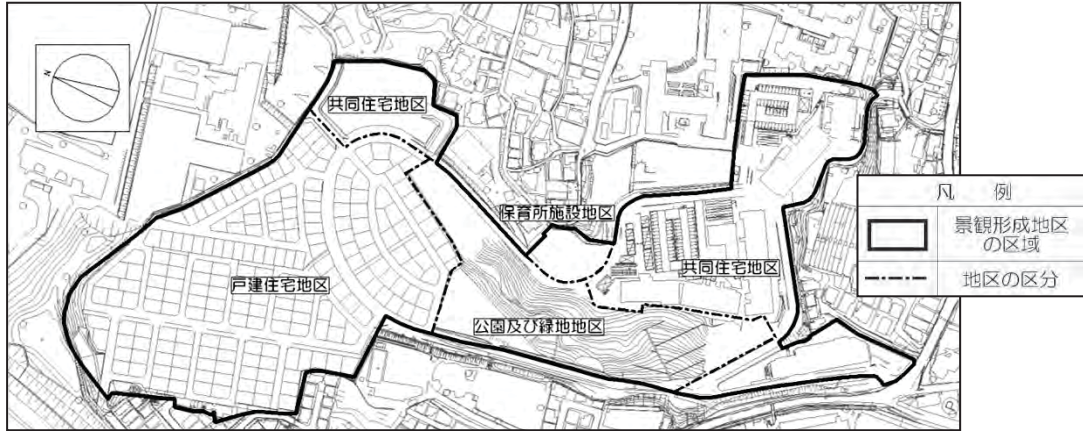 N
共同住宅地区
保育所施設地区
共同住宅地区
戸建住宅地区
公園及び緑地地区
凡 例
景観形成地区
の区域
地区の区分